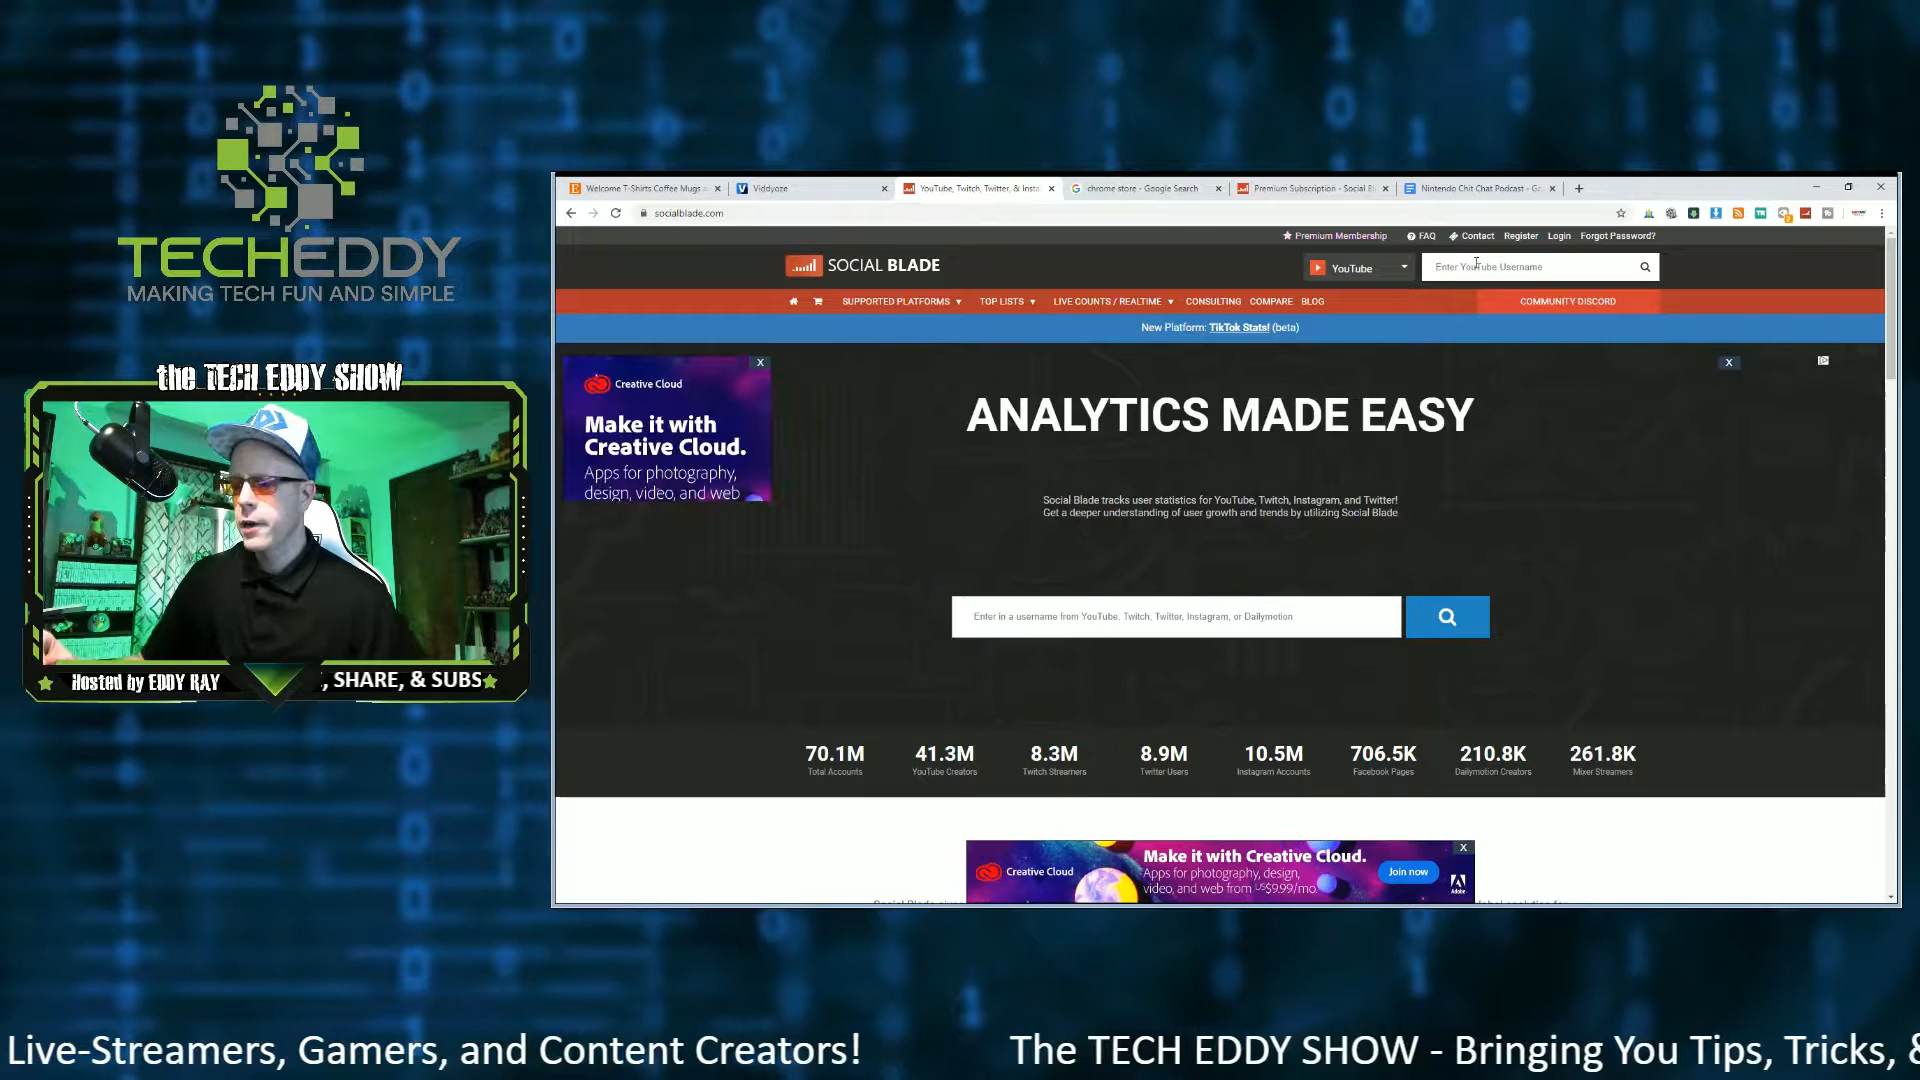 TECHEDDY
MAKING TECH FUN AND SIMPLE
the TECH EDDY SHOW
Hosted by EDDY RAY
, SHARE, & SUBS
Welcome T-Shirts Coffee Mugs
Viddyoze
YouTube, Twitch, Twitter, & Insta
chrome store - Google Search
Premium Subscription - Social Bl
Nintendo Chit Chat Podcast - Go
socialblade.com
Premium Membership
FAQ
Contact
Register
Login
Forgot Password?
SOCIAL BLADE
YouTube
Enter YouTube Username
SUPPORTED PLATFORMS
TOP LISTS
LIVE COUNTS / REALTIME
CONSULTING
COMPARE
BLOG
COMMUNITY DISCORD
New Platform: TikTok Stats! (beta)
X
X
Creative Cloud
Make it with
Creative Cloud.
Apps for photography,
design, video, and web
ANALYTICS MADE EASY
Social Blade tracks user statistics for YouTube, Twitch, Instagram, and Twitter!
Get a deeper understanding of user growth and trends by utilizing Social Blade
Enter in a username from YouTube, Twitch, Twitter, Instagram, or Dailymotion
70.1M
Total Accounts
41.3M
YouTube Creators
8.3M
Twitch Streamers
8.9M
Twitter Users
10.5M
Instagram Accounts
706.5K
Facebook Pages
210.8K
Dailymotion Creators
261.8K
Mixer Streamers
X
Creative Cloud
Make it with Creative Cloud.
Apps for photography, design,
video, and web from US$9.99/mo.
Join now
Adobe
Live-Streamers, Gamers, and Content Creators!
The TECH EDDY SHOW - Bringing You Tips, Tricks, &